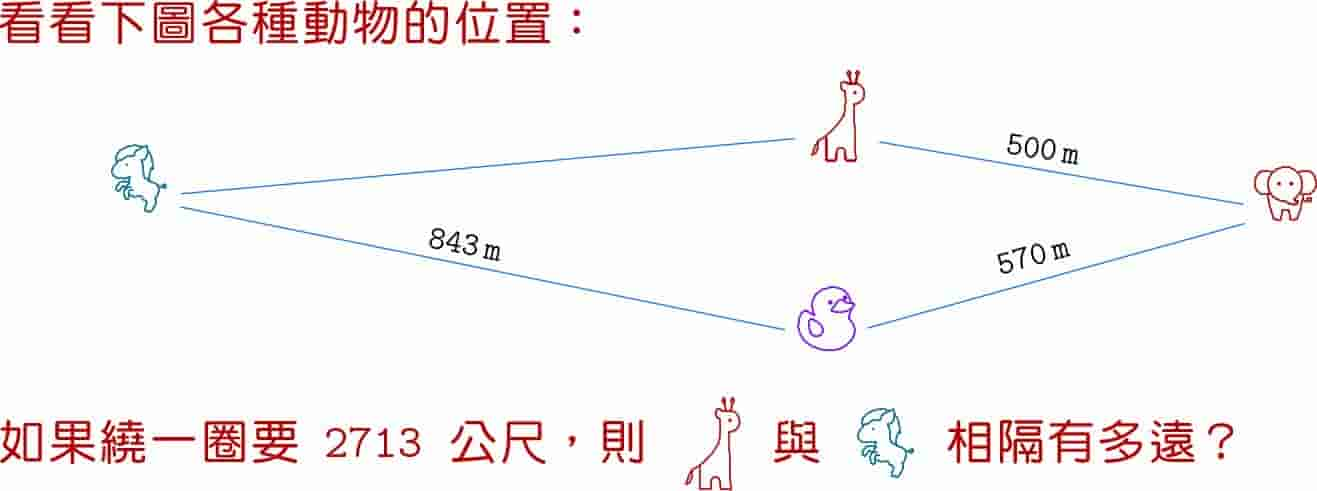 看看下圖各種動物的位置：
500 m
843 m
570 m
如果繞一圈要 2713 公尺，則 與 相隔有多遠？